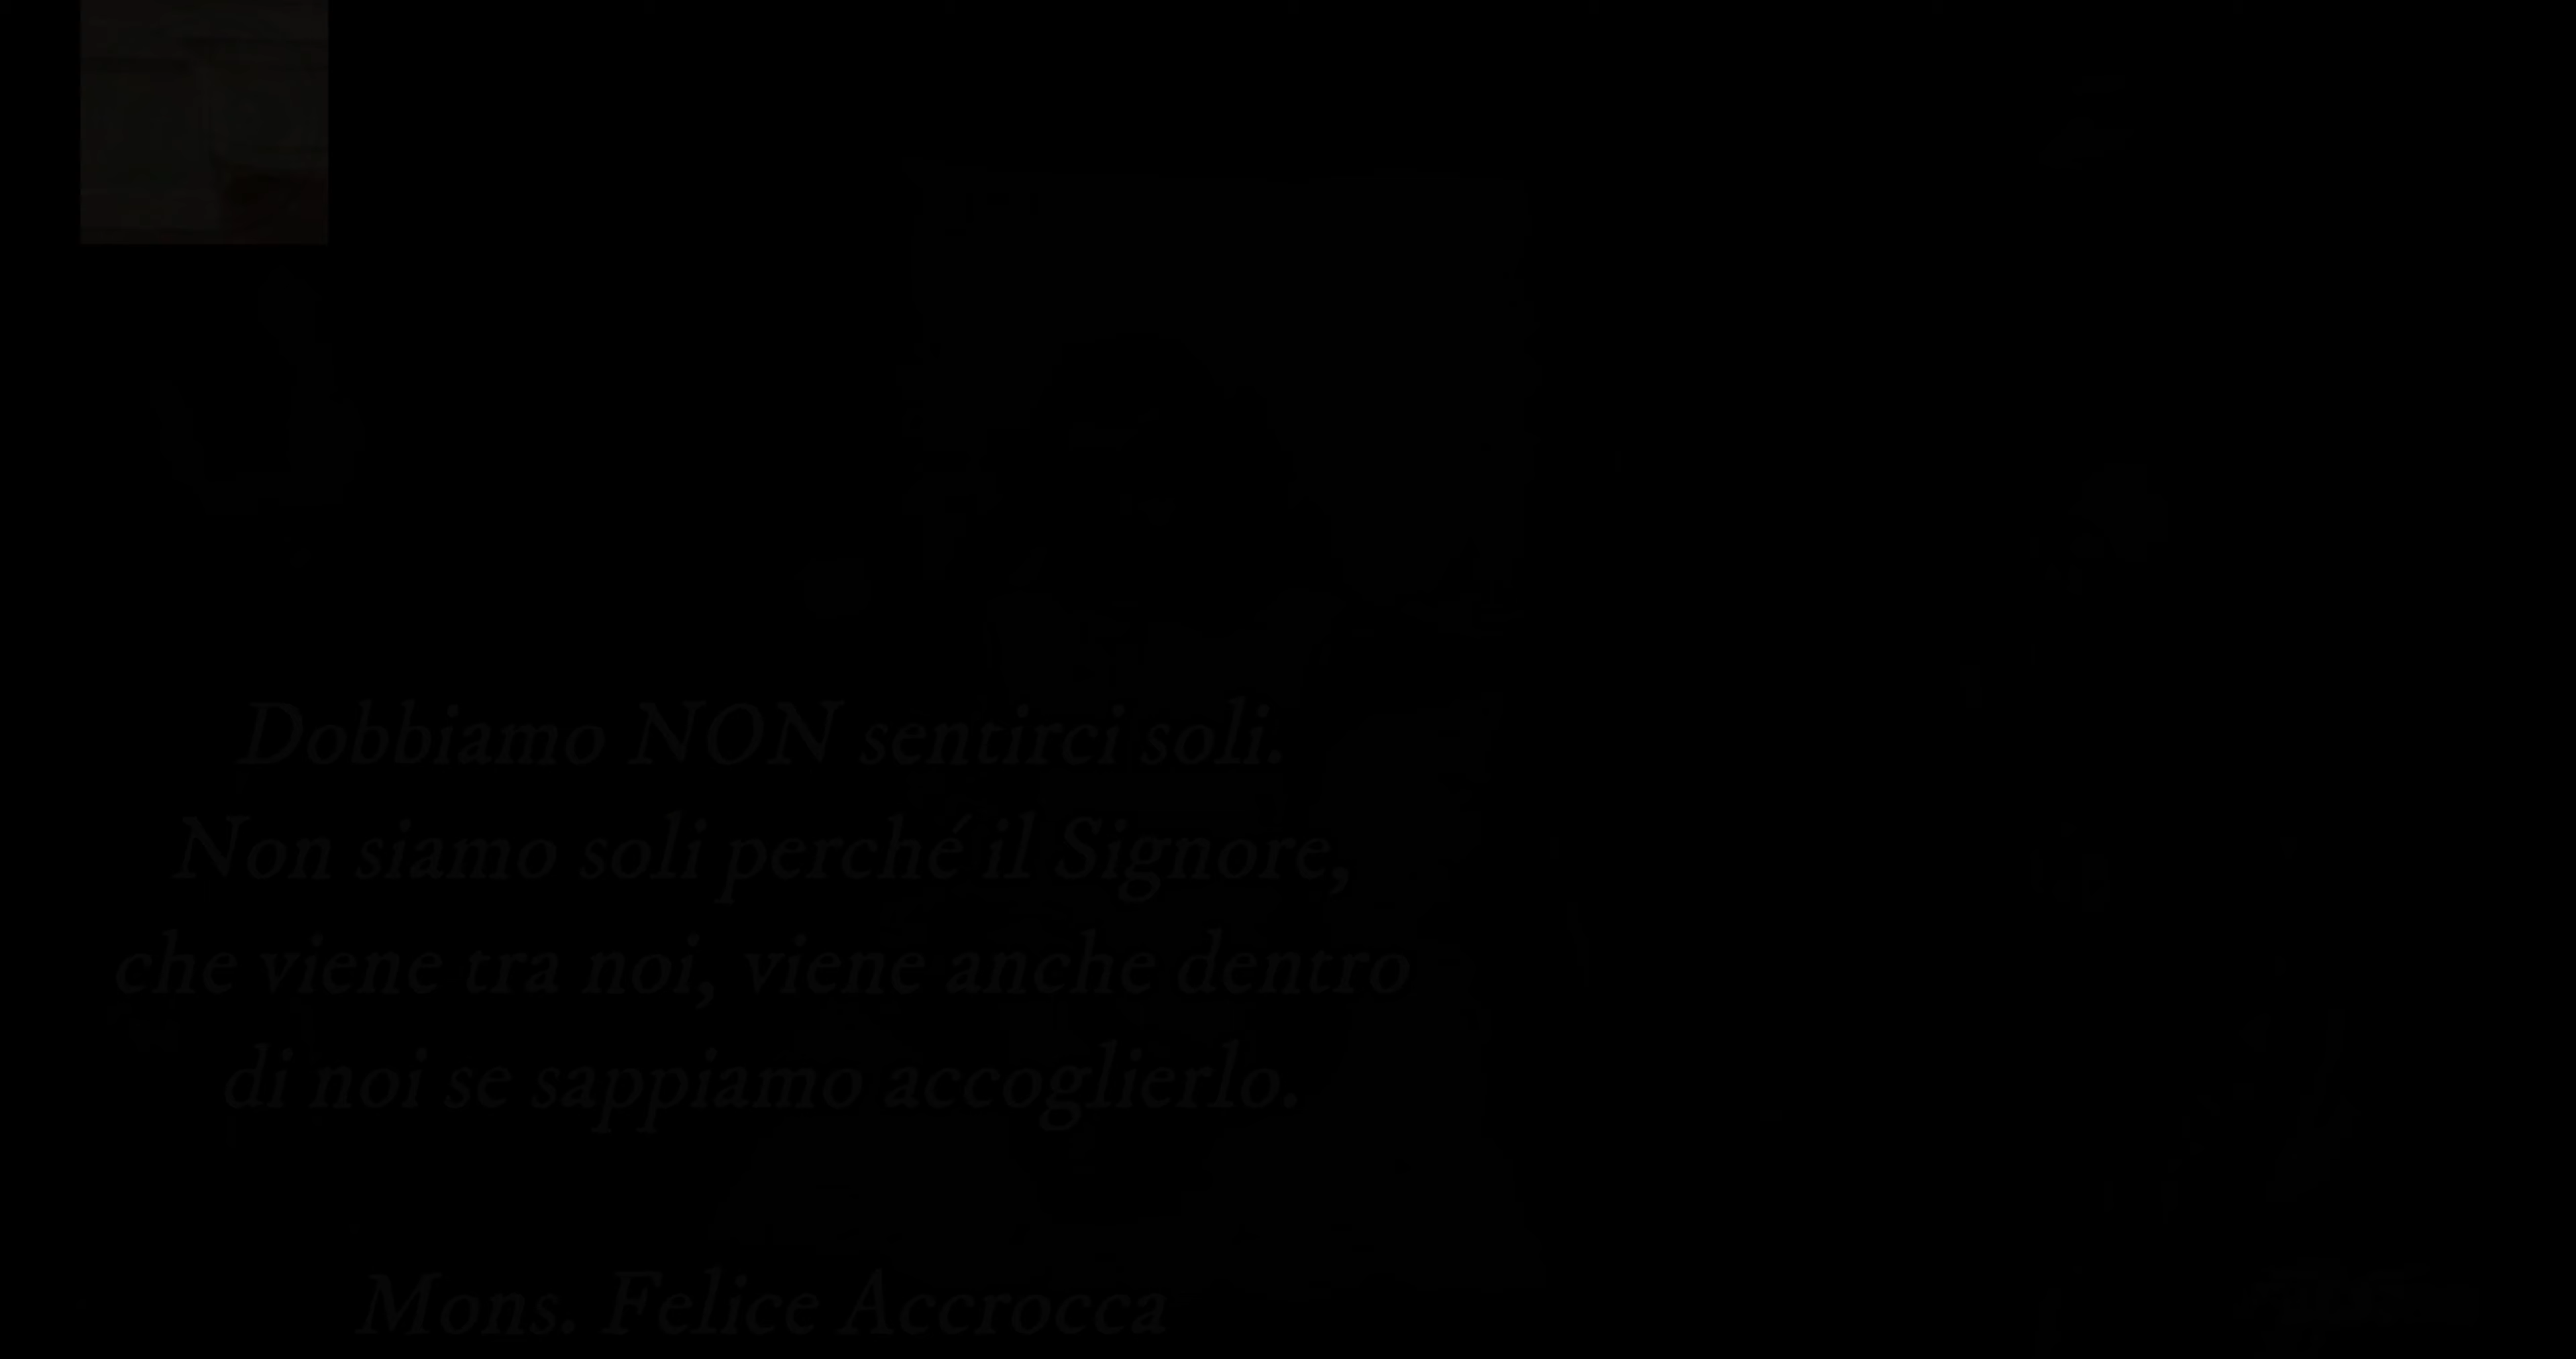 Dobbiamo NON sentirci soli.
Non siamo soli perché il Signore,
che viene tra noi, viene anche dentro
di noi se sappiamo accoglierlo.
Mons. Felice Accrocca